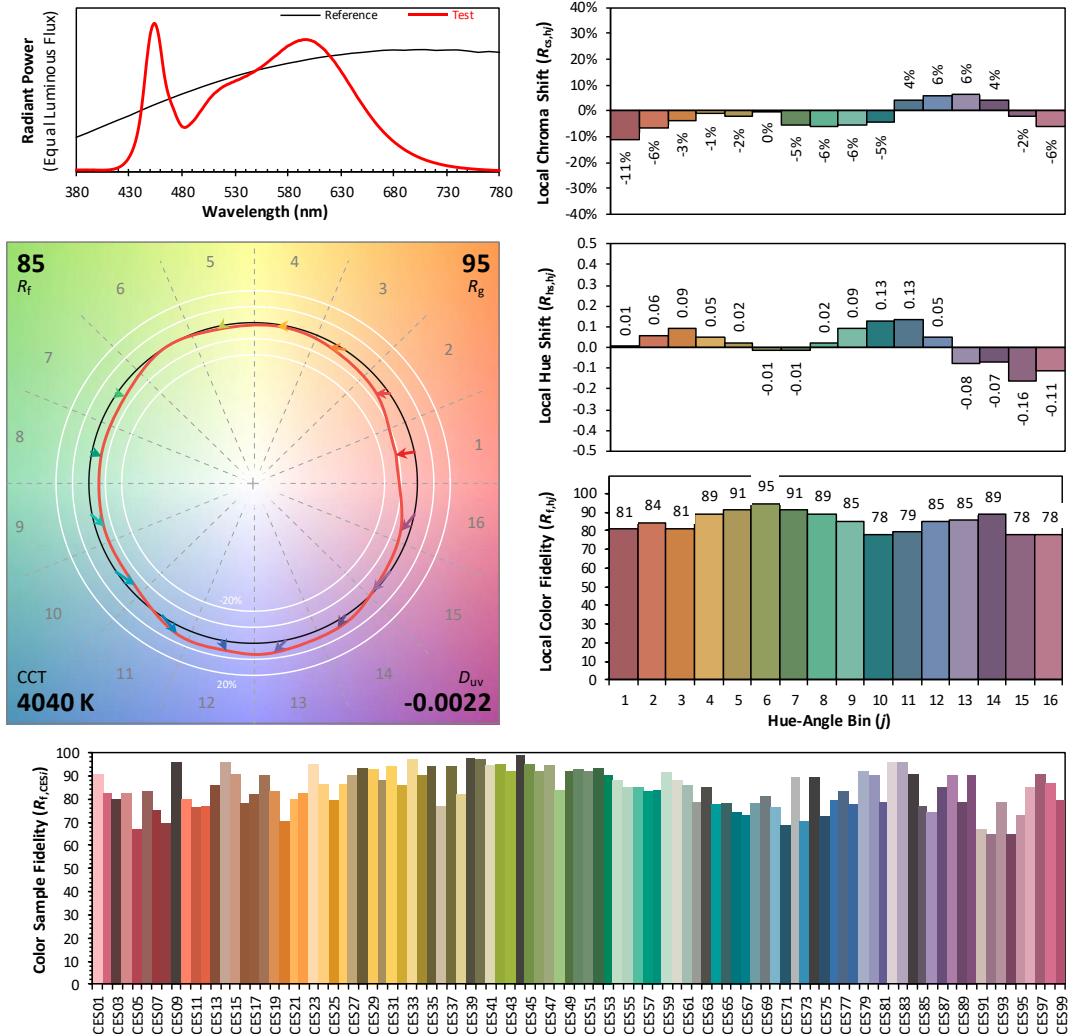 Radiant Power
(Equal Luminous Flux)
Reference
Test
380 430 480 530 580 630 680 730 780
Wavelength (nm)
Local Chroma Shift (Rcs,hj)
40%
30%
20%
10%
0%
-10%
-20%
-30%
-40%
-11% -6% -3% -1% -2% 0% -5% -6% -6% -5% 4% 6% 6% 4% -2% -6%
85
Rf
95
Rg
5 4
6 3
7 2
8 1
9 16
10 15
11 14
12 13
-20%
20%
CCT
4040 K
Duv
-0.0022
Local Hue Shift (Rhs,hj)
0.5
0.4
0.3
0.2
0.1
0.0
-0.1
-0.2
-0.3
-0.4
-0.5
0.01 0.06 0.09 0.05 0.02 -0.01 -0.01 0.02 0.09 0.13 0.13 0.05 -0.08 -0.07 -0.16 -0.11
Local Color Fidelity (Rf,hj)
100
90
80
70
60
50
40
30
20
10
0
81 84 81 89 91 95 91 89 85 78 79 85 85 89 78 78
1 2 3 4 5 6 7 8 9 10 11 12 13 14 15 16
Hue-Angle Bin (j)
Color Sample Fidelity (Rf,CESi)
100
90
80
70
60
50
40
30
20
10
0
CES01 CES03 CES05 CES07 CES09 CES11 CES13 CES15 CES17 CES19 CES21 CES23 CES25 CES27 CES29 CES31 CES33 CES35 CES37 CES39 CES41 CES43 CES45 CES47 CES49 CES51 CES53 CES55 CES57 CES59 CES61 CES63 CES65 CES67 CES69 CES71 CES73 CES75 CES77 CES79 CES81 CES83 CES85 CES87 CES89 CES91 CES93 CES95 CES97 CES99